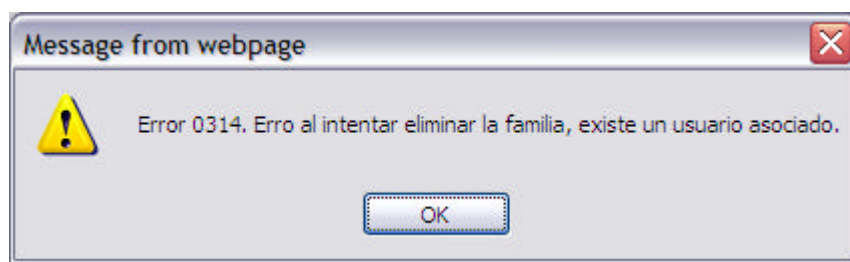 Message from webpage
Error 0314. Erro al intentar eliminar la familia, existe un usuario asociado.
OK